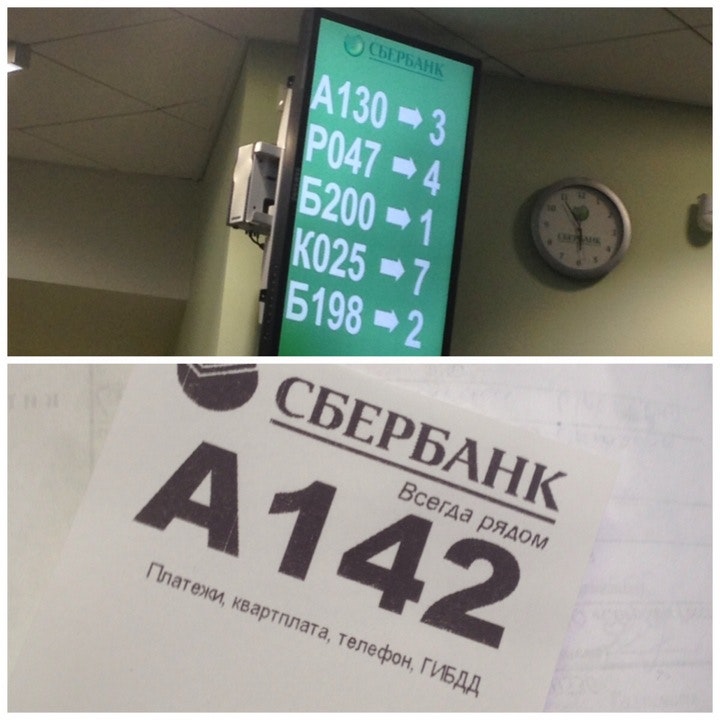 СБЕРБАНК
А130 → 3
Р047 → 4
Б200 → 1
К025 → 7
Б198 → 2
СБЕРБАНК
СБЕРБАНК
Всегда рядом
А142
Платежи, квартплата, телефон, ГИБДД